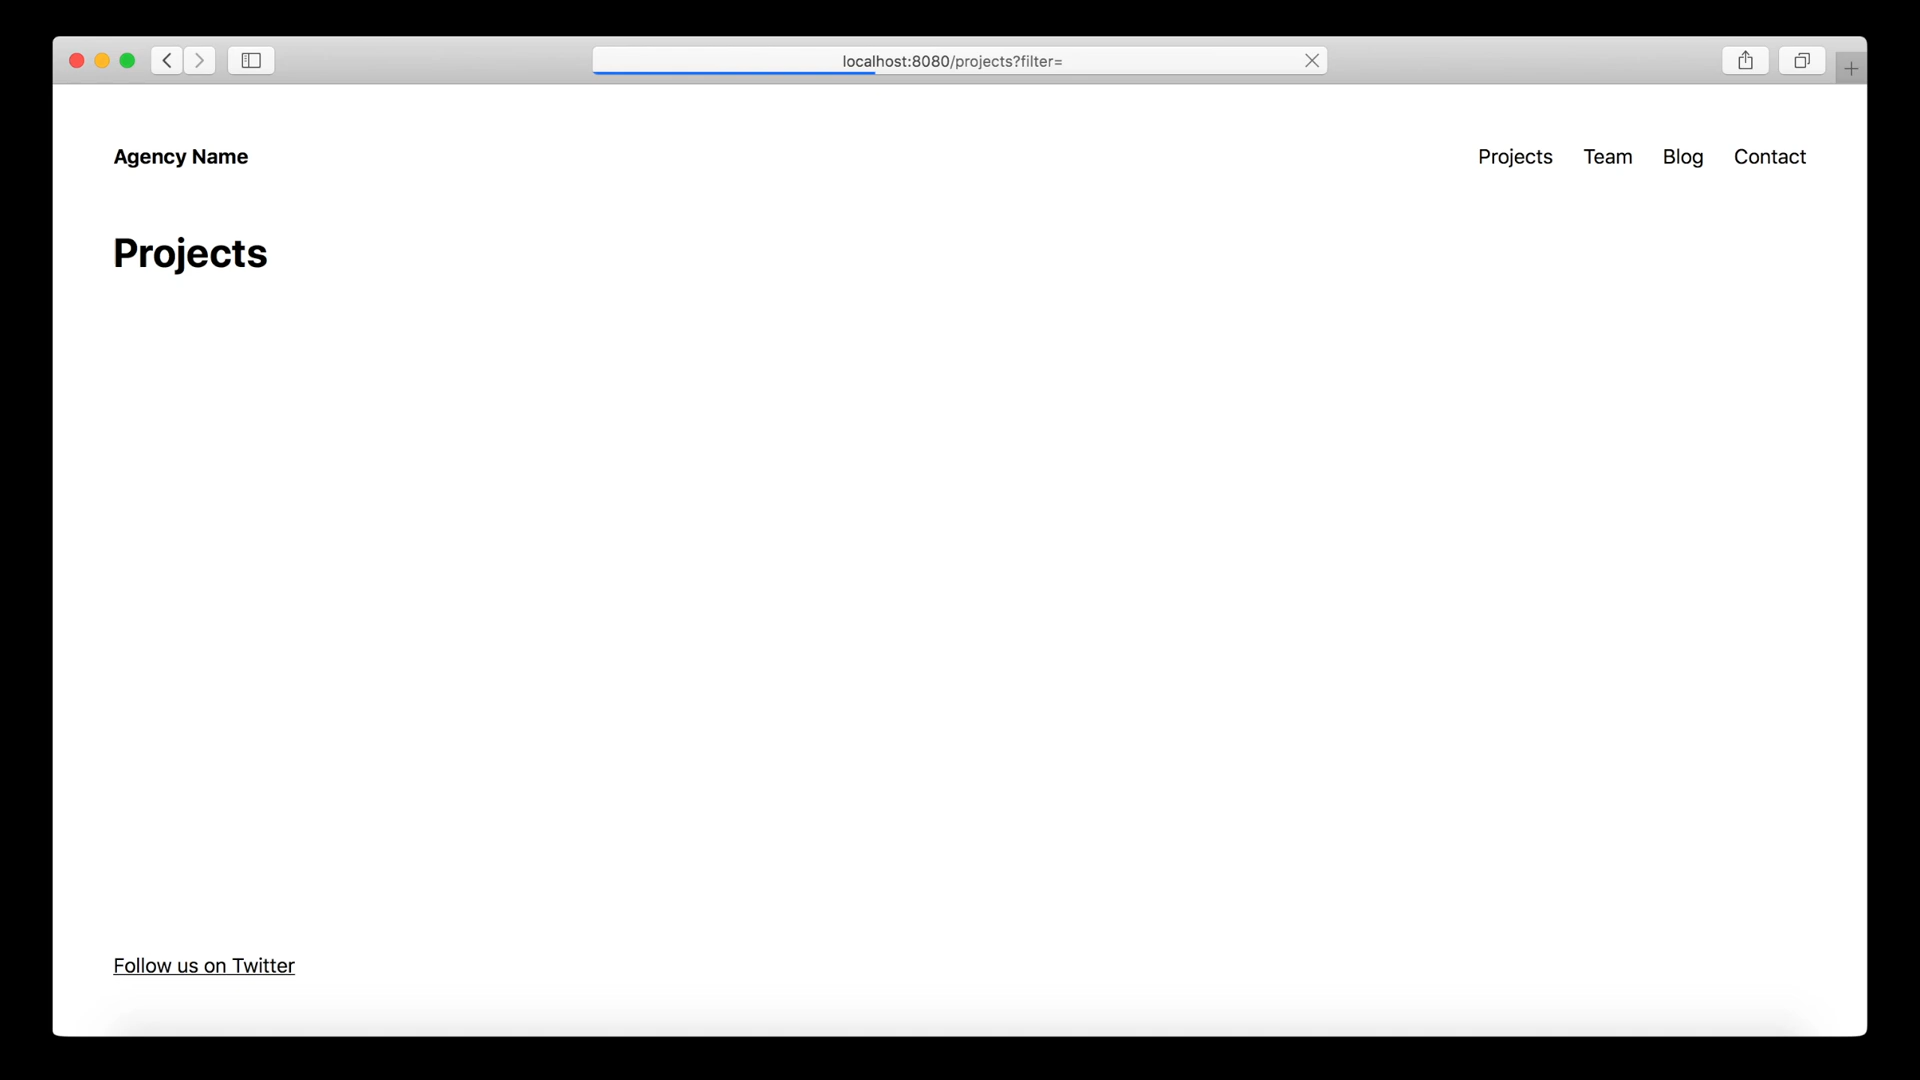 localhost:8080/projects?filter=
Agency Name
Projects Team Blog Contact
Projects
Follow us on Twitter